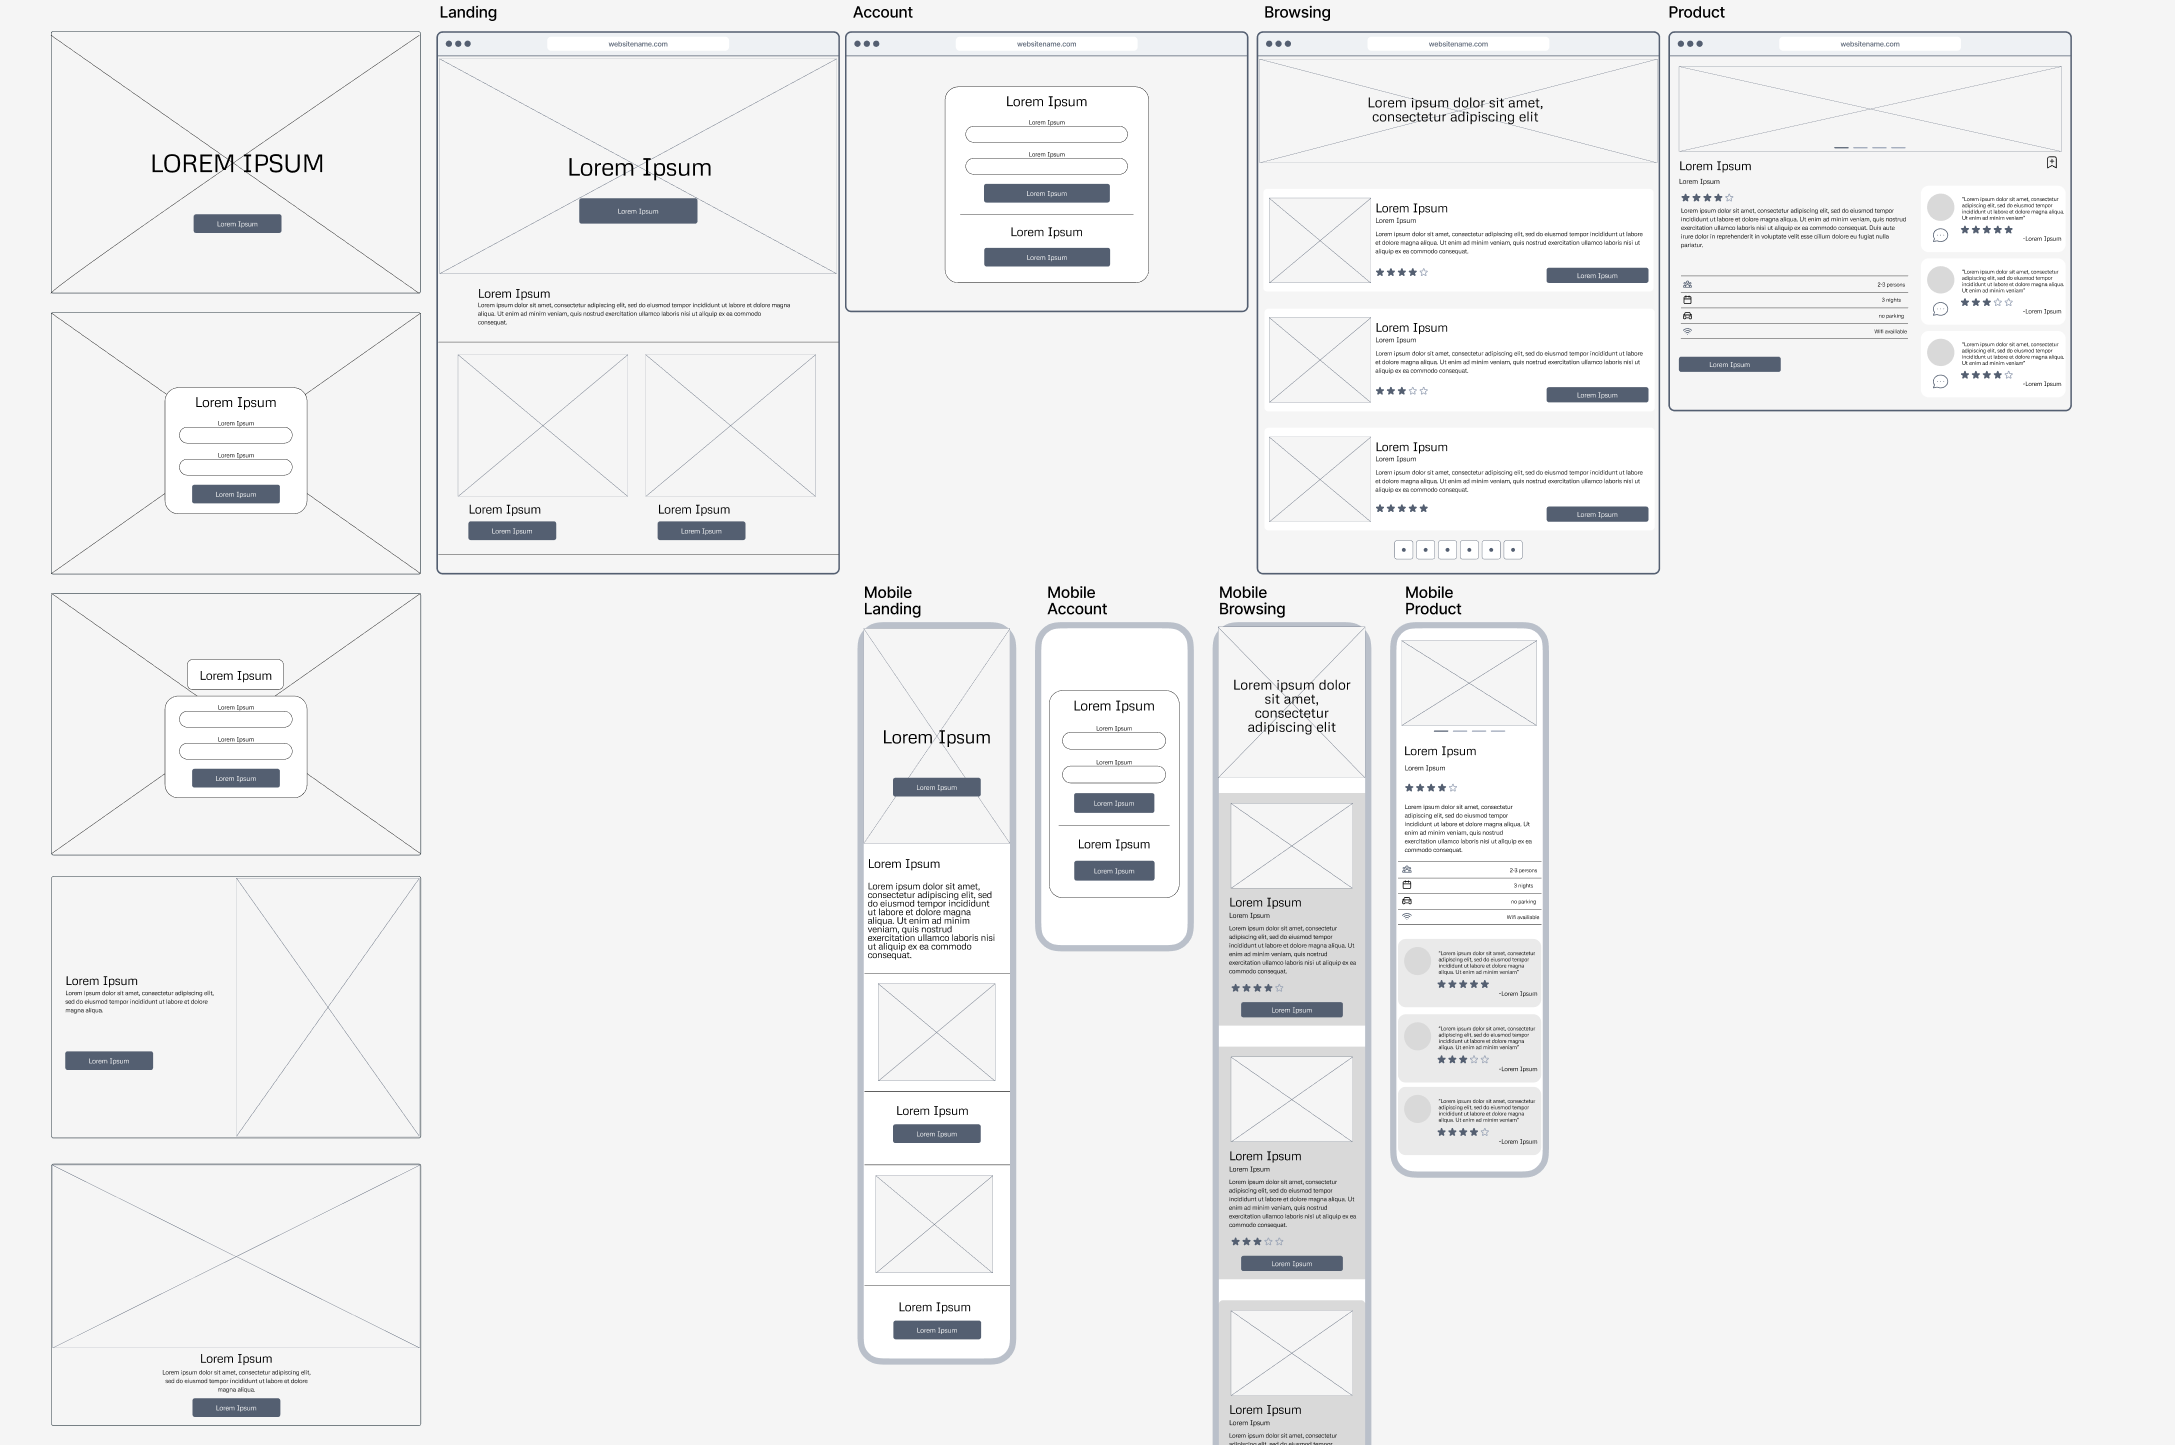 LOREM IPSUM
Lorem Ipsum
Lorem Ipsum
Lorem Ipsum
Lorem Ipsum
Lorem Ipsum
Lorem Ipsum
Lorem Ipsum
Lorem Ipsum
Lorem Ipsum
Lorem Ipsum
Lorem ipsum dolor sit amet, consectetur adipiscing elit,
sed do eiusmod tempor incididunt ut labore et dolore
magna aliqua.
Lorem Ipsum
Lorem Ipsum
Lorem ipsum dolor sit amet, consectetur adipiscing elit,
sed do eiusmod tempor incididunt ut labore et dolore
magna aliqua.
Lorem Ipsum
Landing
websitename.com
Lorem Ipsum
Lorem Ipsum
Lorem Ipsum
Lorem ipsum dolor sit amet, consectetur adipiscing elit, sed do eiusmod tempor incididunt ut labore et dolore magna
aliqua. Ut enim ad minim veniam, quis nostrud exercitation ullamco laboris nisi ut aliquip ex ea commodo
consequat.
Lorem Ipsum
Lorem Ipsum
Lorem Ipsum
Lorem Ipsum
Account
websitename.com
Lorem Ipsum
Lorem Ipsum
Lorem Ipsum
Lorem Ipsum
Lorem Ipsum
Lorem Ipsum
Browsing
websitename.com
Lorem ipsum dolor sit amet,
consectetur adipiscing elit
Lorem Ipsum
Lorem Ipsum
Lorem ipsum dolor sit amet, consectetur adipiscing elit, sed do eiusmod tempor incididunt ut labore
et dolore magna aliqua. Ut enim ad minim veniam, quis nostrud exercitation ullamco laboris nisi ut
aliquip ex ea commodo consequat.
Lorem Ipsum
Lorem Ipsum
Lorem Ipsum
Lorem ipsum dolor sit amet, consectetur adipiscing elit, sed do eiusmod tempor incididunt ut labore
et dolore magna aliqua. Ut enim ad minim veniam, quis nostrud exercitation ullamco laboris nisi ut
aliquip ex ea commodo consequat.
Lorem Ipsum
Lorem Ipsum
Lorem Ipsum
Lorem ipsum dolor sit amet, consectetur adipiscing elit, sed do eiusmod tempor incididunt ut labore
et dolore magna aliqua. Ut enim ad minim veniam, quis nostrud exercitation ullamco laboris nisi ut
aliquip ex ea commodo consequat.
Lorem Ipsum
Product
websitename.com
Lorem Ipsum
Lorem Ipsum
Lorem ipsum dolor sit amet, consectetur adipiscing elit, sed do eiusmod tempor
incididunt ut labore et dolore magna aliqua. Ut enim ad minim veniam, quis nostrud
exercitation ullamco laboris nisi ut aliquip ex ea commodo consequat. Duis aute
irure dolor in reprehenderit in voluptate velit esse cillum dolore eu fugiat nulla
pariatur.
2-3 persons
3 nights
no parking
Wifi availiable
Lorem Ipsum
"Lorem ipsum dolor sit amet, consectetur
adipiscing elit, sed do eiusmod tempor
incididunt ut labore et dolore magna aliqua.
Ut enim ad minim veniam"
-Lorem Ipsum
"Lorem ipsum dolor sit amet, consectetur
adipiscing elit, sed do eiusmod tempor
incididunt ut labore et dolore magna aliqua.
Ut enim ad minim veniam"
-Lorem Ipsum
"Lorem ipsum dolor sit amet, consectetur
adipiscing elit, sed do eiusmod tempor
incididunt ut labore et dolore magna aliqua.
Ut enim ad minim veniam"
-Lorem Ipsum
Mobile
Landing
Lorem Ipsum
Lorem Ipsum
Lorem Ipsum
Lorem ipsum dolor sit amet,
consectetur adipiscing elit, sed
do eiusmod tempor incididunt
ut labore et dolore magna
aliqua. Ut enim ad minim
veniam, quis nostrud
exercitation ullamco laboris nisi
ut aliquip ex ea commodo
consequat.
Lorem Ipsum
Lorem Ipsum
Lorem Ipsum
Lorem Ipsum
Mobile
Account
Lorem Ipsum
Lorem Ipsum
Lorem Ipsum
Lorem Ipsum
Lorem Ipsum
Lorem Ipsum
Mobile
Browsing
Lorem ipsum dolor
sit amet,
consectetur
adipiscing elit
Lorem Ipsum
Lorem Ipsum
Lorem ipsum dolor sit amet, consectetur
adipiscing elit, sed do eiusmod tempor
incididunt ut labore et dolore magna aliqua. Ut
enim ad minim veniam, quis nostrud
exercitation ullamco laboris nisi ut aliquip ex ea
commodo consequat.
Lorem Ipsum
Lorem Ipsum
Lorem Ipsum
Lorem ipsum dolor sit amet, consectetur
adipiscing elit, sed do eiusmod tempor
incididunt ut labore et dolore magna aliqua. Ut
enim ad minim veniam, quis nostrud
exercitation ullamco laboris nisi ut aliquip ex ea
commodo consequat.
Lorem Ipsum
Lorem Ipsum
Lorem Ipsum
Lorem ipsum dolor sit amet, consectetur
adipiscing elit, sed do eiusmod tempor
Mobile
Product
Lorem Ipsum
Lorem Ipsum
Lorem ipsum dolor sit amet, consectetur
adipiscing elit, sed do eiusmod tempor
incididunt ut labore et dolore magna aliqua. Ut
enim ad minim veniam, quis nostrud
exercitation ullamco laboris nisi ut aliquip ex ea
commodo consequat.
2-3 persons
3 nights
no parking
Wifi availiable
"Lorem ipsum dolor sit amet, consectetur
adipiscing elit, sed do eiusmod tempor
incididunt ut labore et dolore magna
aliqua. Ut enim ad minim veniam"
-Lorem Ipsum
"Lorem ipsum dolor sit amet, consectetur
adipiscing elit, sed do eiusmod tempor
incididunt ut labore et dolore magna
aliqua. Ut enim ad minim veniam"
-Lorem Ipsum
"Lorem ipsum dolor sit amet, consectetur
adipiscing elit, sed do eiusmod tempor
incididunt ut labore et dolore magna
aliqua. Ut enim ad minim veniam"
-Lorem Ipsum